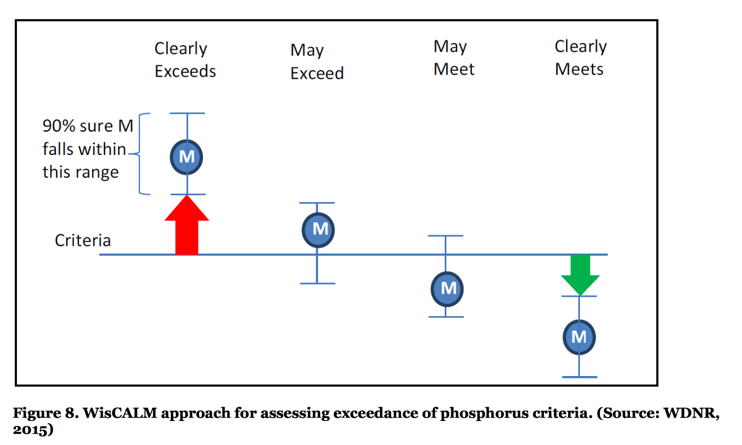 Clearly
Exceeds
May
Exceed
May
Meet
Clearly
Meets
90% sure M
falls within
this range
M
M
Criteria
M
M
Figure 8. WisCALM approach for assessing exceedance of phosphorus criteria. (Source: WDNR,
2015)